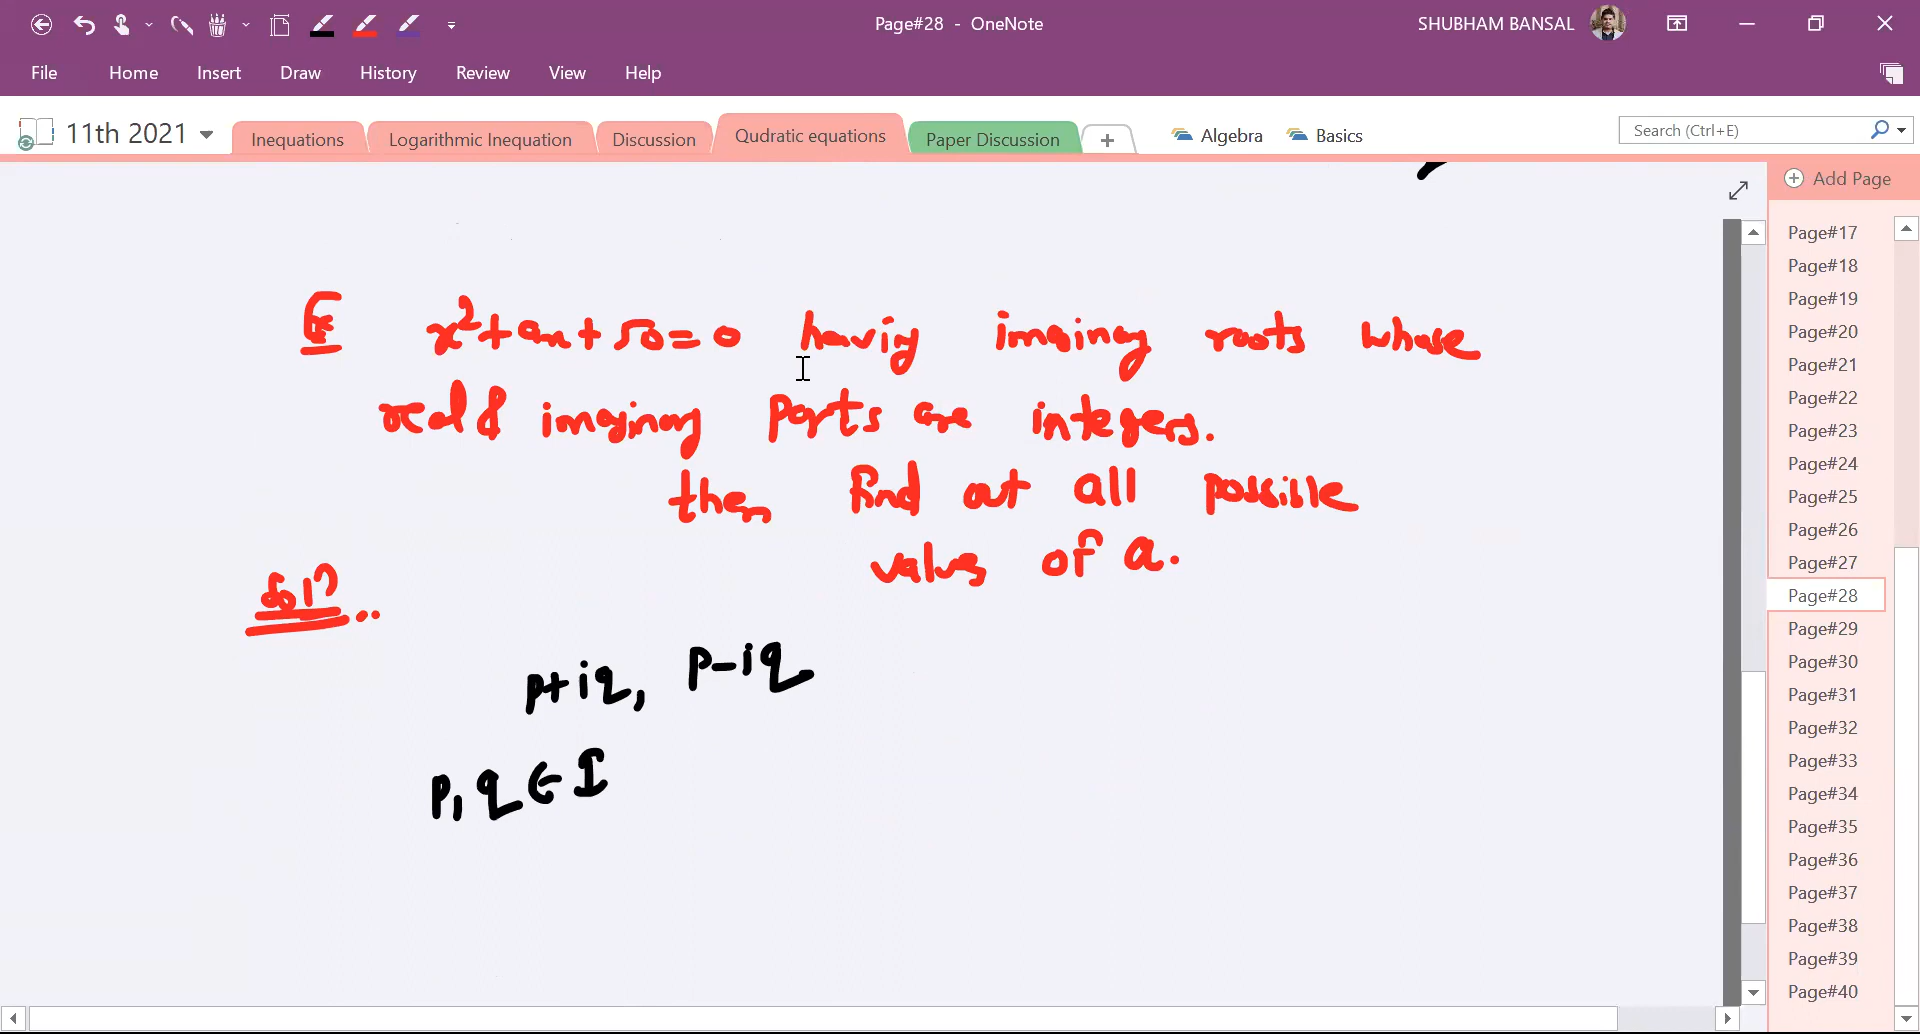 Page#28 - OneNote
SHUBHAM BANSAL
File Home Insert Draw History Review View Help
11th 2021
Inequations
Logarithmic Inequation
Discussion
Qudratic equations
Paper Discussion
Algebra
Basics
Search (Ctrl+E)
Add Page
Ex x²+ax+50=0 having imaginary roots whose
real & imaginary parts are integers.
then find out all possible
values of a.
Solⁿ..
p+iq, p-iq
p, q ∈ I
Page#17
Page#18
Page#19
Page#20
Page#21
Page#22
Page#23
Page#24
Page#25
Page#26
Page#27
Page#28
Page#29
Page#30
Page#31
Page#32
Page#33
Page#34
Page#35
Page#36
Page#37
Page#38
Page#39
Page#40